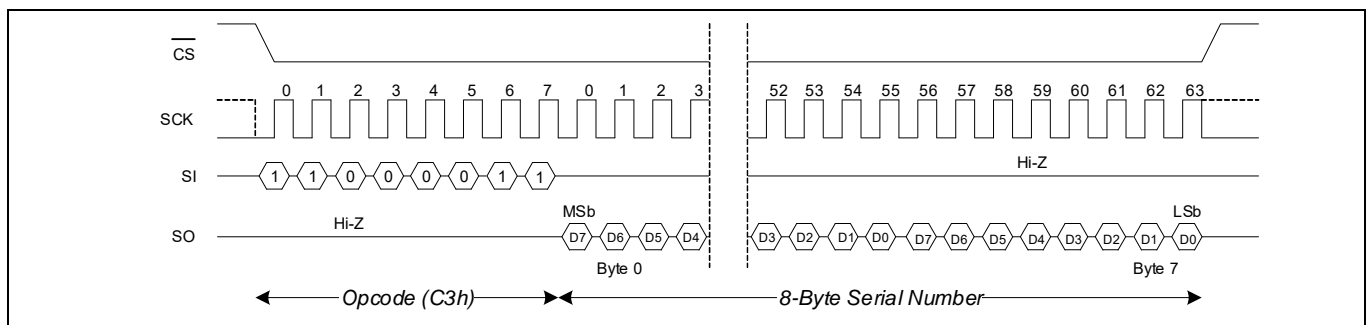 CS
0 1 2 3 4 5 6 7 0 1 2 3 52 53 54 55 56 57 58 59 60 61 62 63
SCK
Hi-Z
SI 1 1 0 0 0 0 1 1
Hi-Z MSb LSb
SO D7 D6 D5 D4 D3 D2 D1 D0 D7 D6 D5 D4 D3 D2 D1 D0
Byte 0 Byte 7
Opcode (C3h) 8-Byte Serial Number